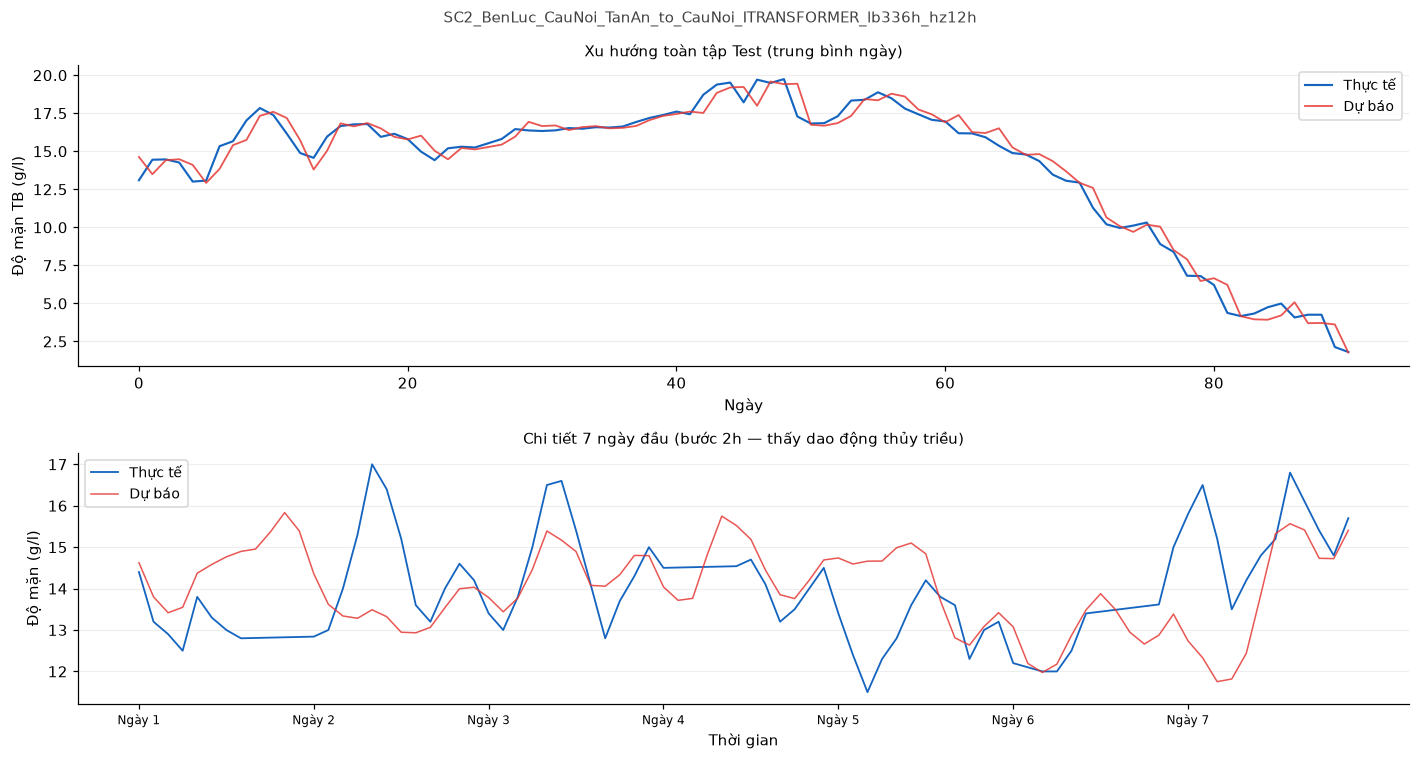 SC2_BenLuc_CauNoi_TanAn_to_CauNoi_ITRANSFORMER_lb336h_hz12h
Xu hướng toàn tập Test (trung bình ngày)
Độ mặn TB (g/l)
20.0
17.5
15.0
12.5
10.0
7.5
5.0
2.5
Thực tế
Dự báo
0
20
40
60
80
Ngày
Chi tiết 7 ngày đầu (bước 2h — thấy dao động thủy triều)
Độ mặn (g/l)
17
16
15
14
13
12
Thực tế
Dự báo
Ngày 1
Ngày 2
Ngày 3
Ngày 4
Ngày 5
Ngày 6
Ngày 7
Thời gian